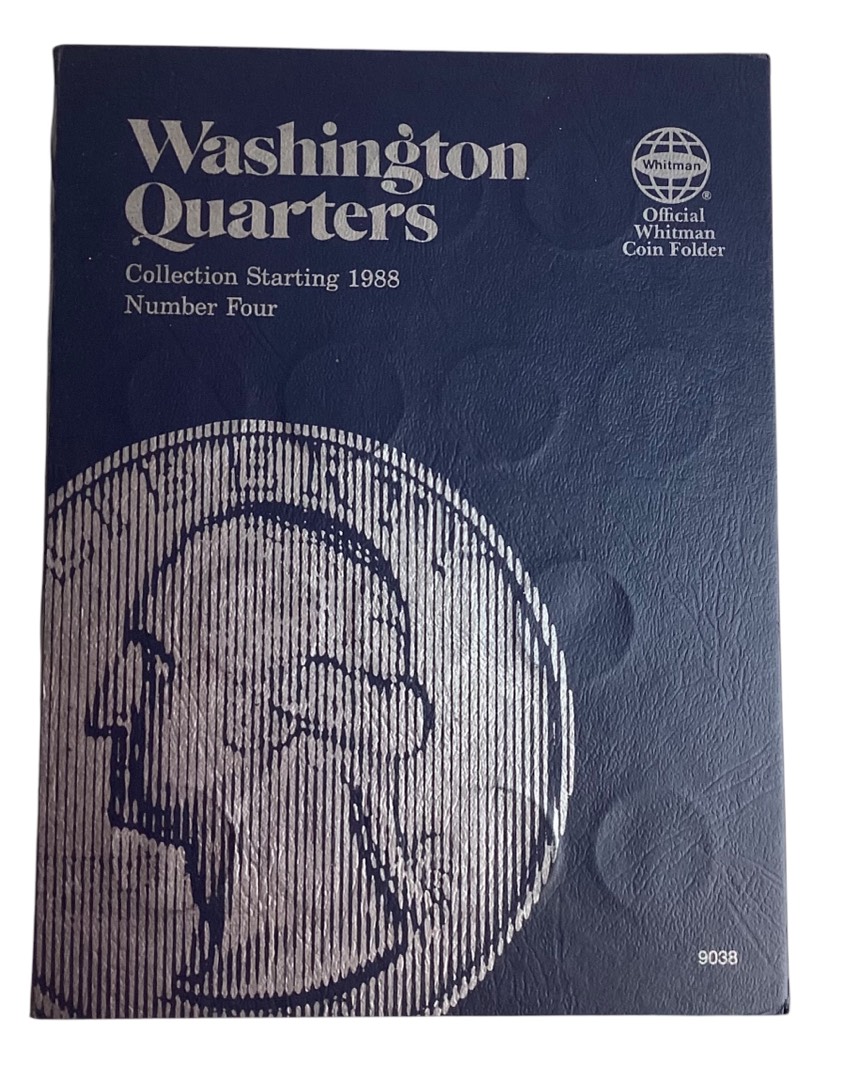 Washington
Quarters
Collection Starting 1988
Number Four
Whitman
®
Official
Whitman
Coin Folder
9038